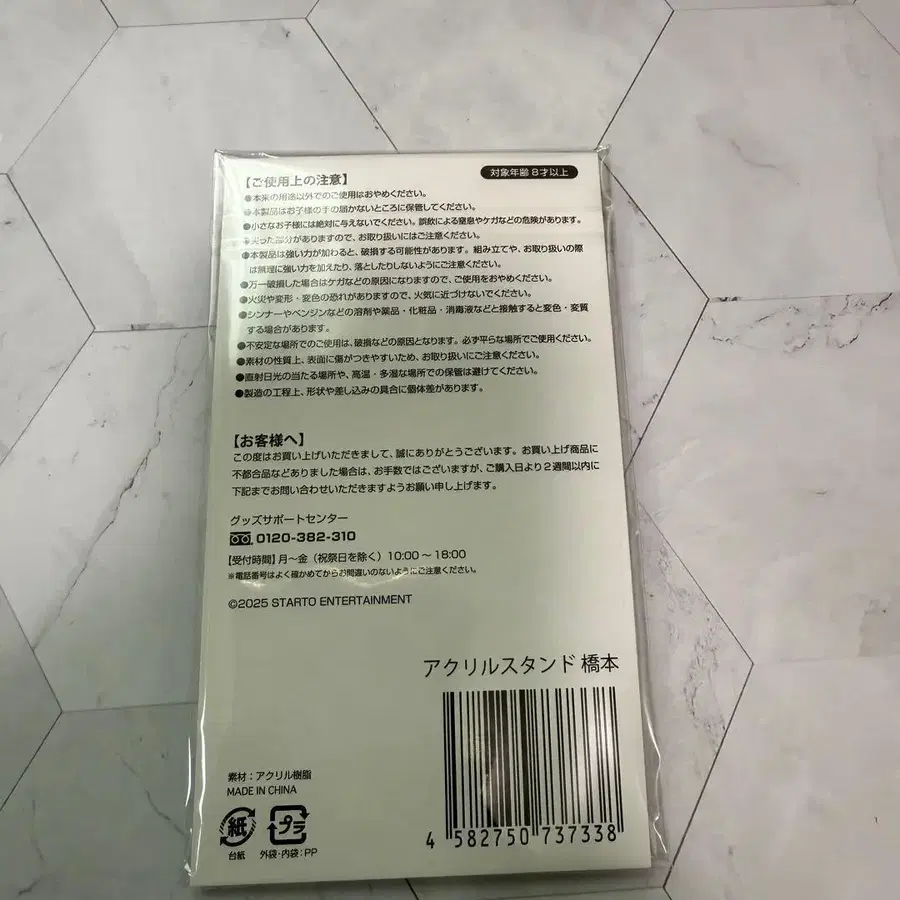 【ご使用上の注意】
対象年齢8才以上
●本来の用途以外でのご使用はおやめください。
●本製品はお子様の手の届かないところに保管してください。
●小さなお子様には絶対に与えないでください。誤飲による窒息やケガなどの危険があります。
●尖った部分がありますので、お取り扱いにはご注意ください。
●本製品は強い力が加わると、破損する可能性があります。組み立てや、お取り扱いの際
は無理に強い力を加えたり、落としたりしないようにご注意ください。
●万一破損した場合はケガなどの原因になりますので、ご使用をおやめください。
●火災や変形・変色の恐れがありますので、火気に近づけないでください。
●シンナーやベンジンなどの溶剤や薬品・化粧品・消毒液などと接触すると変色・変質
する場合があります。
●不安定な場所でのご使用は、破損などの原因となります。必ず平らな場所でご使用ください。
●素材の性質上、表面に傷がつきやすいため、お取り扱いにご注意ください。
●直射日光の当たる場所や、高温・多湿な場所での保管は避けてください。
●製造の工程上、形状や差し込みの具合に個体差があります。
【お客様へ】
この度はお買い上げいただきまして、誠にありがとうございます。お買い上げ商品に
不都合品などありました場合は、お手数ではございますが、ご購入日より2週間以内に
下記までお問い合わせいただきますようお願い申し上げます。
グッズサポートセンター
0120-382-310
【受付時間】月〜金（祝祭日を除く）10:00〜18:00
※電話番号はよく確かめてからお間違いのないようにご注意ください。
©2025 STARTO ENTERTAINMENT
アクリルスタンド 橋本
素材：アクリル樹脂
MADE IN CHINA
紙
プラ
台紙
外袋・内袋：PP
4 582750 737338